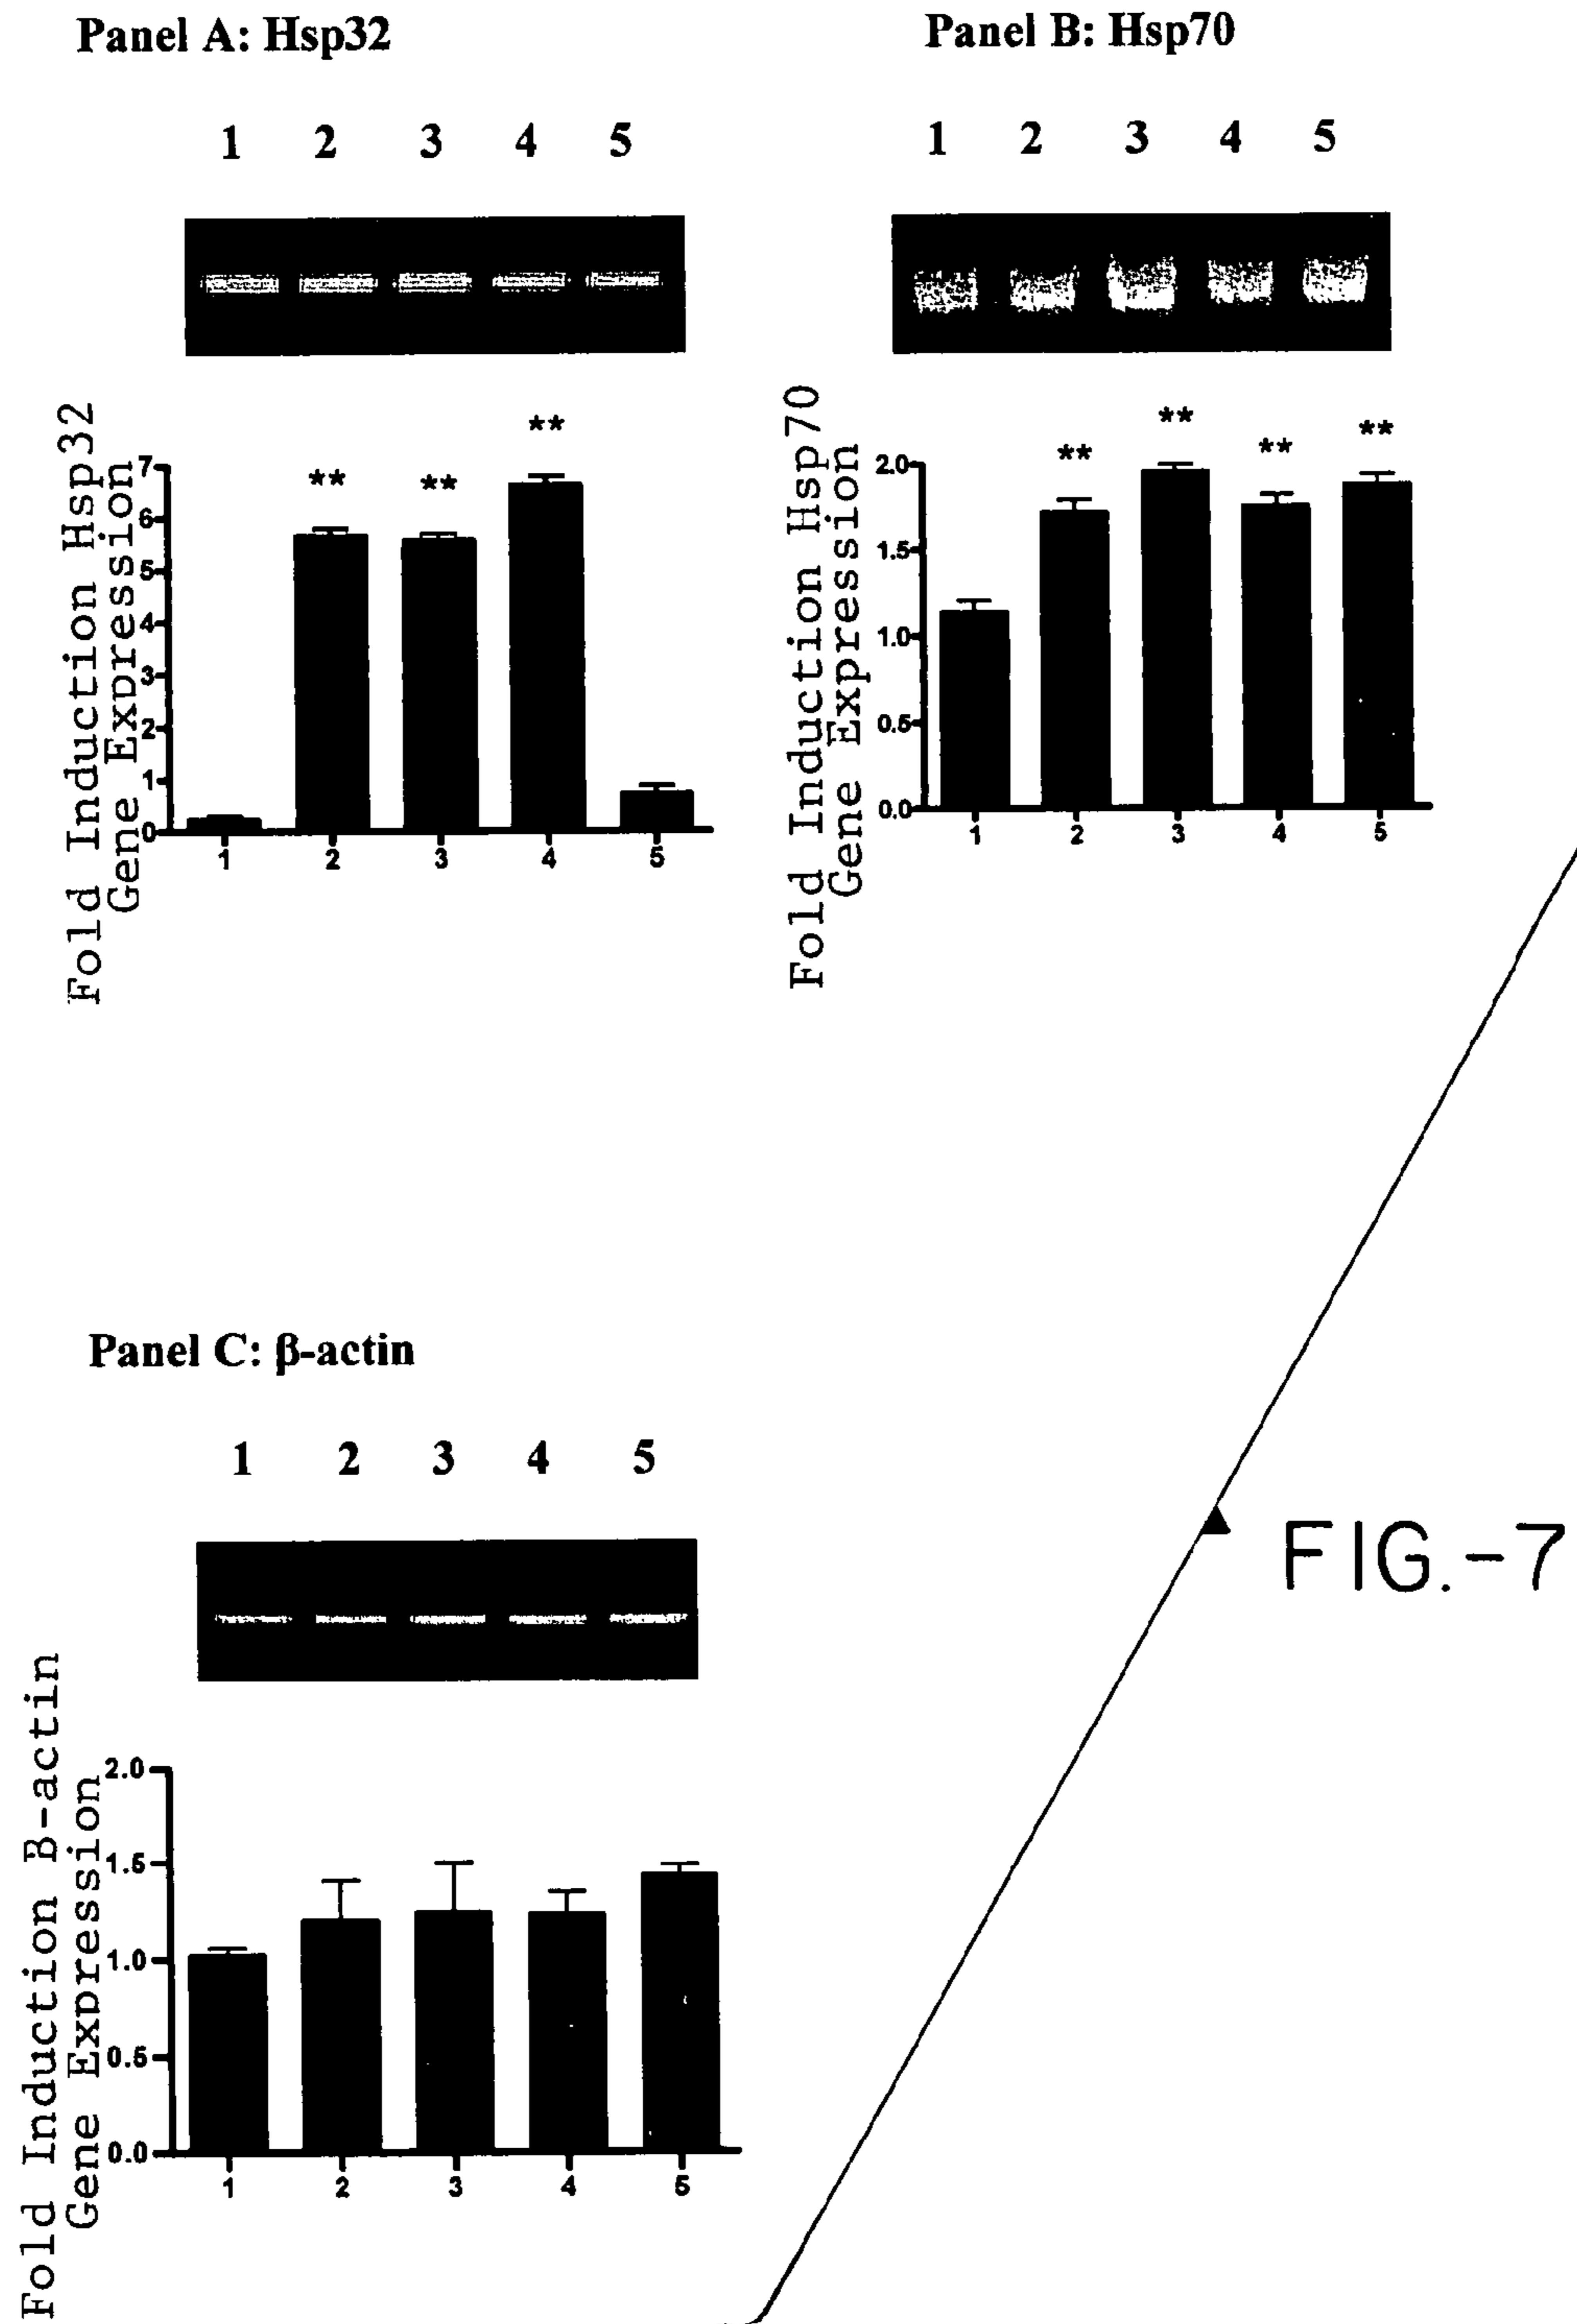 Panel A: Hsp32
1 2 3 4 5
Fold Induction Hsp32
Gene Expression
7
6
5
4
3
2
1
0
** ** **
1 2 3 4 5
Panel B: Hsp70
1 2 3 4 5
Fold Induction Hsp70
Gene Expression
2.0
1.5
1.0
0.5
0.0
** ** ** **
1 2 3 4 5
Panel C: β-actin
1 2 3 4 5
Fold Induction B-actin
Gene Expression
2.0
1.5
1.0
0.5
0.0
1 2 3 4 5
FIG.-7